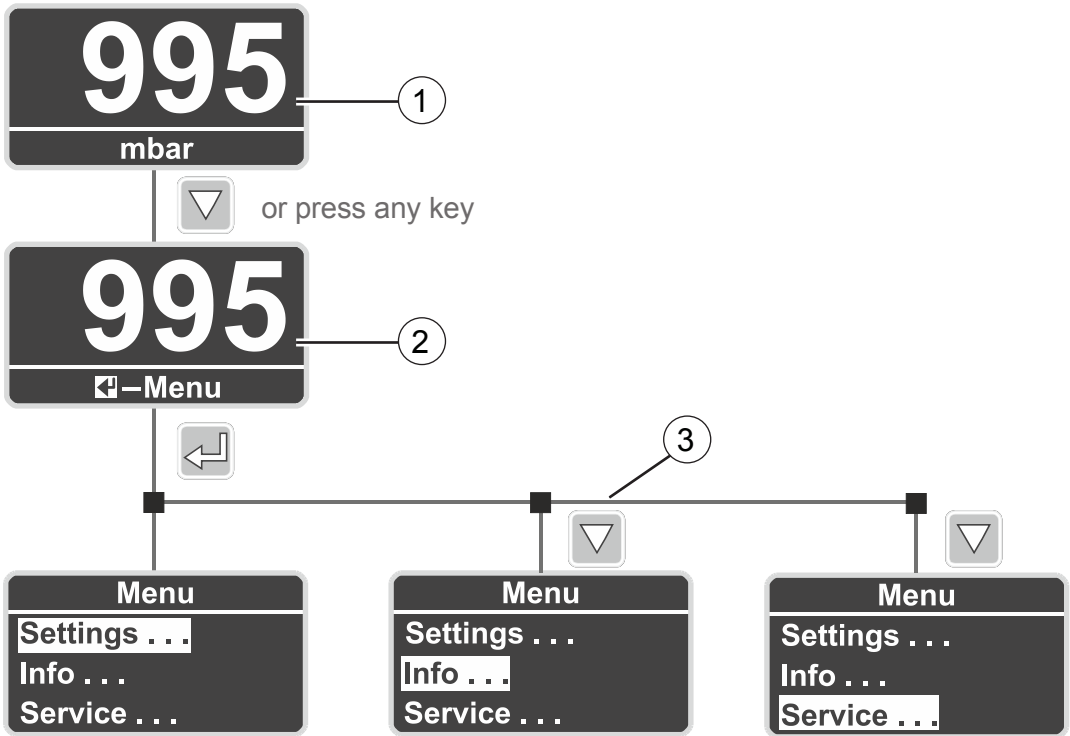 995
1
mbar
or press any key
995
2
–Menu
3
Menu
Settings . . .
Info . . .
Service . . .
Menu
Settings . . .
Info . . .
Service . . .
Menu
Settings . . .
Info . . .
Service . . .